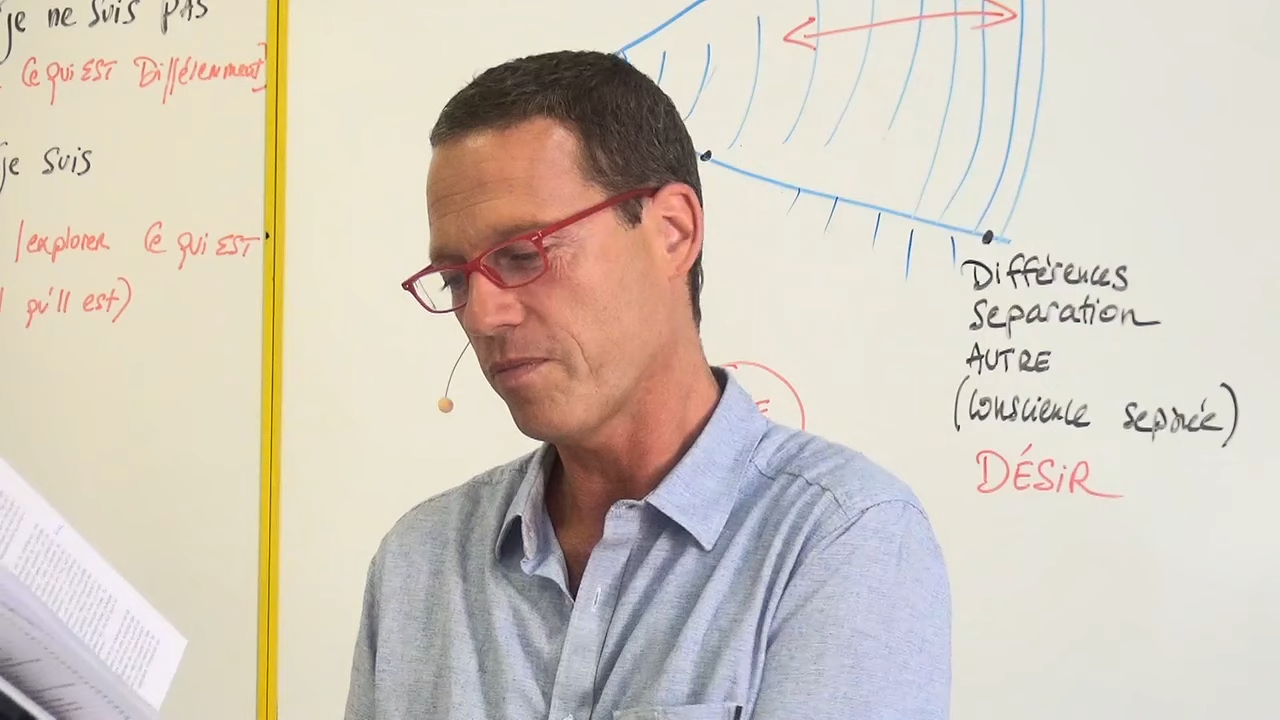 je ne suis pas
Ce qui EST Différemment]
je suis
/explorer Ce qui EST
qu'Il est)
Différences
Separation
AUTRE
(Conscience separée)
DÉSIR